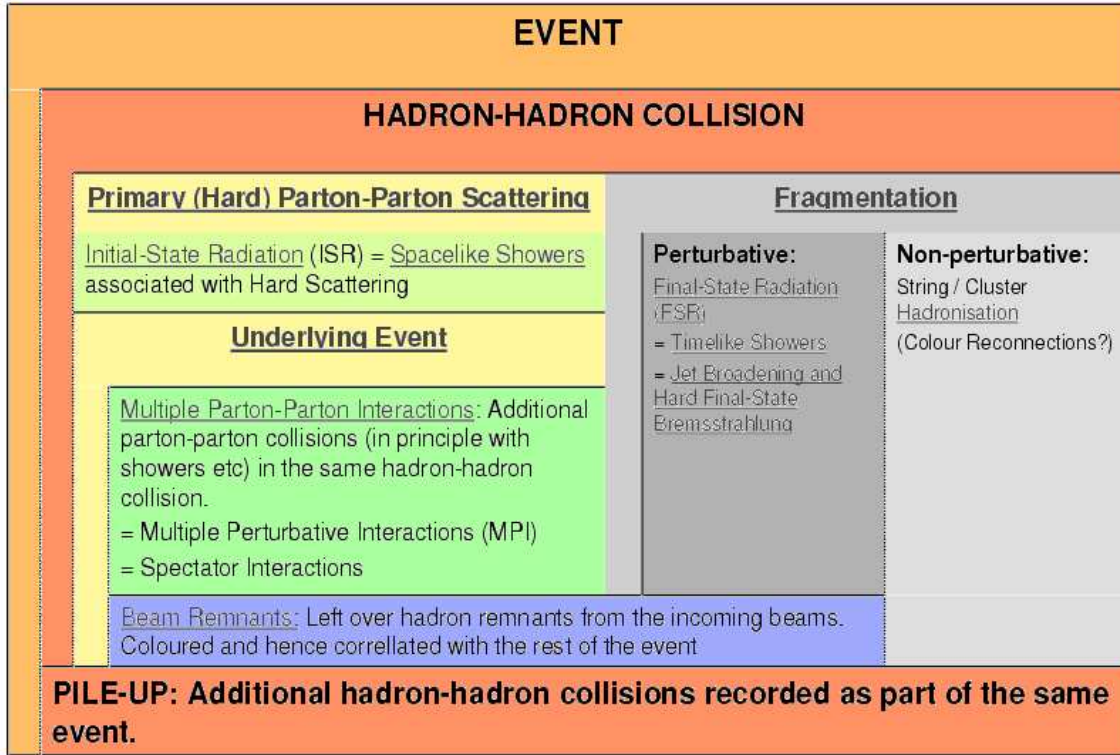 EVENT
HADRON-HADRON COLLISION
Primary (Hard) Parton-Parton Scattering
Initial-State Radiation (ISR) = Spacelike Showers
associated with Hard Scattering
Underlying Event
Multiple Parton-Parton Interactions: Additional
parton-parton collisions (in principle with
showers etc) in the same hadron-hadron
collision.
= Multiple Perturbative Interactions (MPI)
= Spectator Interactions
Fragmentation
Perturbative:
Final-State Radiation
(FSR)
= Timelike Showers
= Jet Broadening and
Hard Final-State
Bremsstrahlung
Non-perturbative:
String / Cluster
Hadronisation
(Colour Reconnections?)
Beam Remnants: Left over hadron remnants from the incoming beams.
Coloured and hence correllated with the rest of the event
PILE-UP: Additional hadron-hadron collisions recorded as part of the same
event.